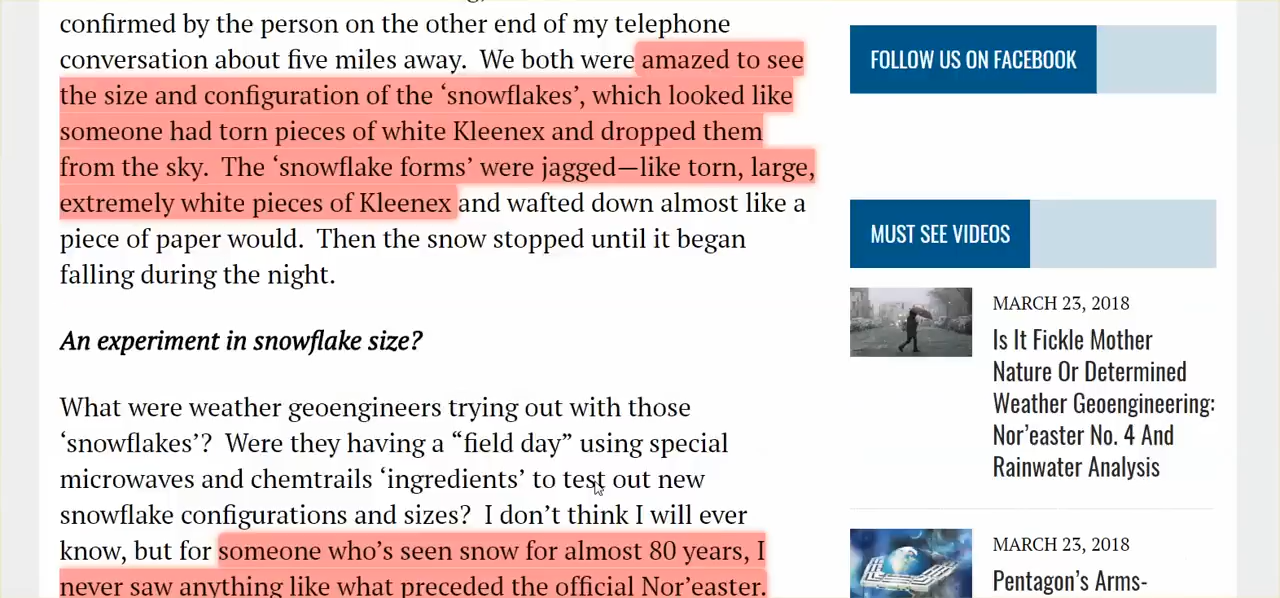 confirmed by the person on the other end of my telephone
conversation about five miles away.  We both were amazed to see
the size and configuration of the ‘snowflakes’, which looked like
someone had torn pieces of white Kleenex and dropped them
from the sky.  The ‘snowflake forms’ were jagged—like torn, large,
extremely white pieces of Kleenex and wafted down almost like a
piece of paper would.  Then the snow stopped until it began
falling during the night.
An experiment in snowflake size?
What were weather geoengineers trying out with those
‘snowflakes’?  Were they having a “field day” using special
microwaves and chemtrails ‘ingredients’ to test out new
snowflake configurations and sizes?  I don’t think I will ever
know, but for someone who’s seen snow for almost 80 years, I
never saw anything like what preceded the official Nor’easter.
FOLLOW US ON FACEBOOK
MUST SEE VIDEOS
MARCH 23, 2018
Is It Fickle Mother
Nature Or Determined
Weather Geoengineering:
Nor’easter No. 4 And
Rainwater Analysis
MARCH 23, 2018
Pentagon’s Arms-